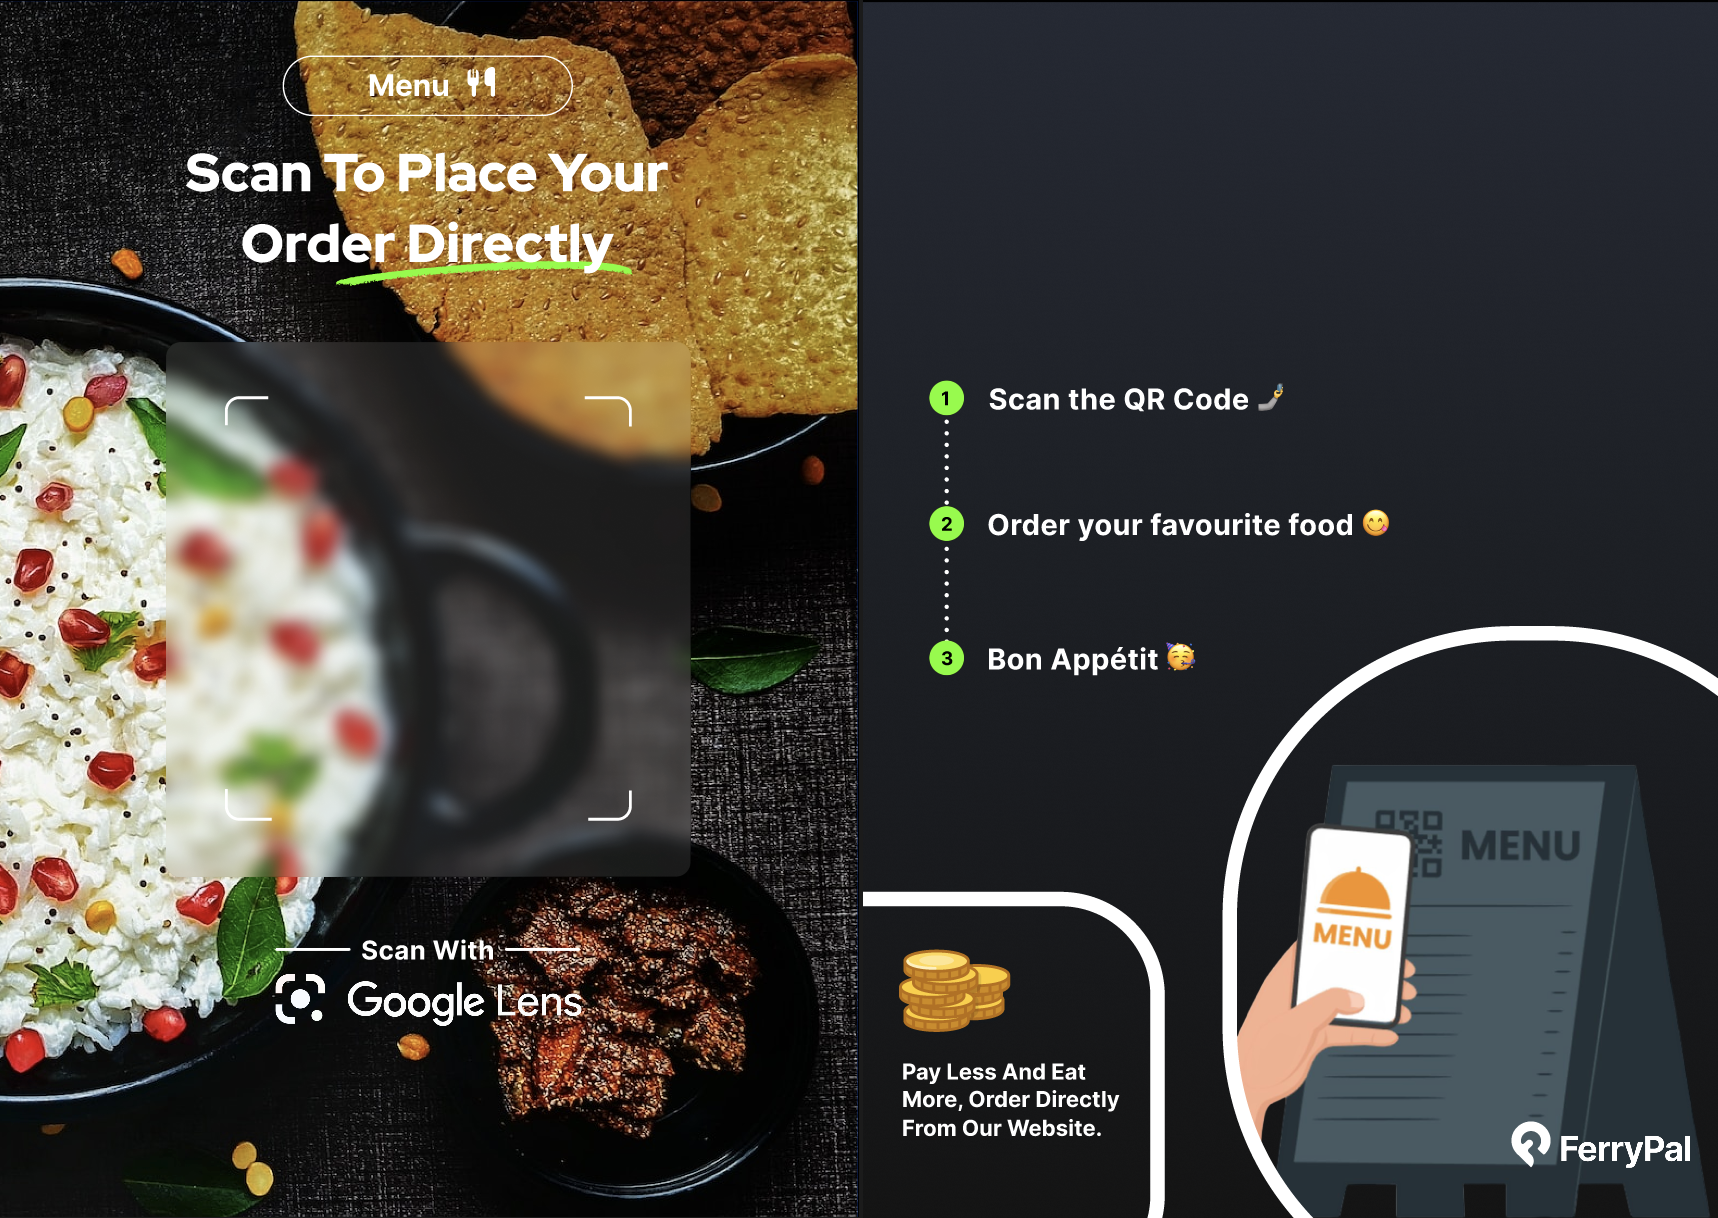 Menu
Scan To Place Your
Order Directly
Scan With
Google Lens
1 Scan the QR Code 🤳
2 Order your favourite food 😋
3 Bon Appétit 🥳
MENU
MENU
Pay Less And Eat
More, Order Directly
From Our Website.
FerryPal